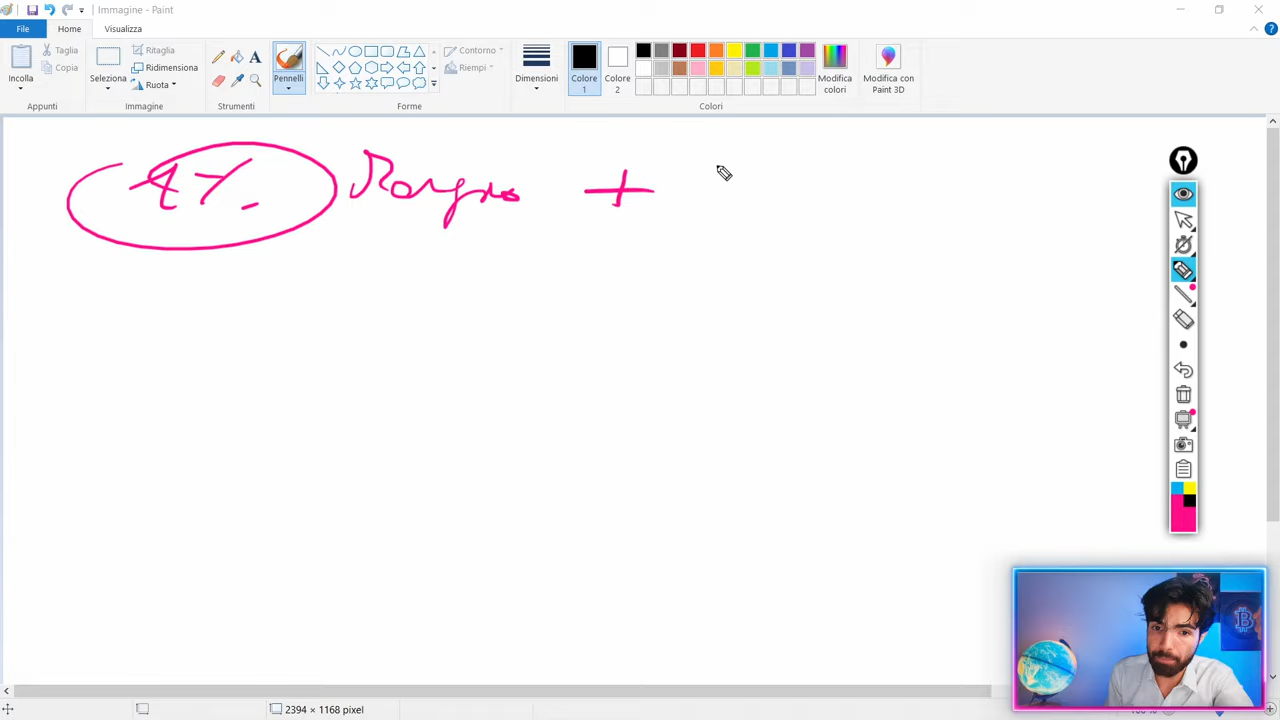 Immagine - Paint
File Home Visualizza
Incolla Taglia Copia Seleziona Ritaglia Ridimensiona Ruota Pennelli Contorno Riempi Dimensioni Colore 1 Colore 2 Modifica colori Modifica con Paint 3D
Appunti Immagine Strumenti Forme Colori
4%. +
2394 × 1168 pixel